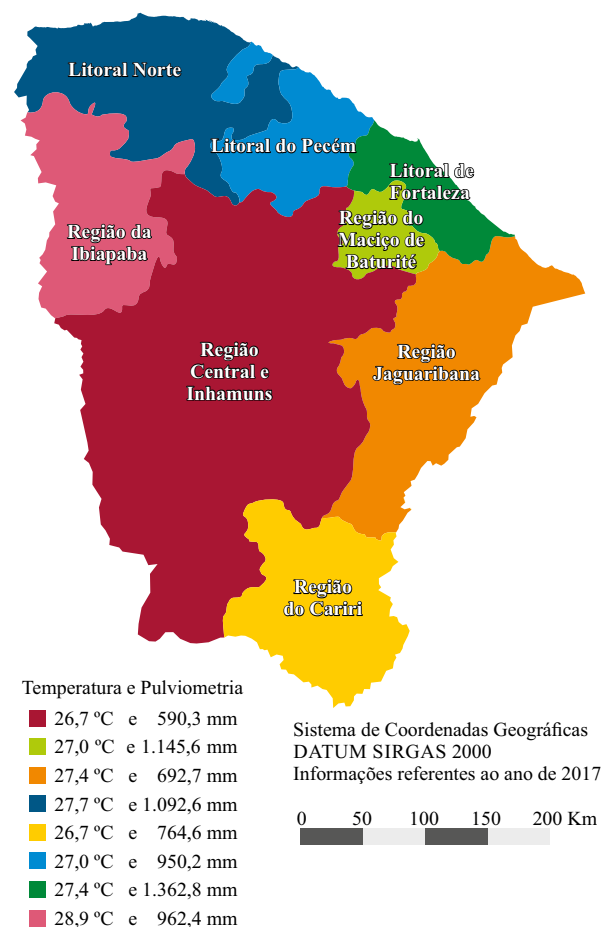 Litoral Norte
Litoral do Pecém
Litoral de
Fortaleza
Região do
Maciço de
Baturité
Região da
Ibiapaba
Região
Central e
Inhamuns
Região
Jaguaribana
Região
do Cariri
Temperatura e Pulviometria
26,7 ºC e 590,3 mm
27,0 ºC e 1.145,6 mm
27,4 ºC e 692,7 mm
27,7 ºC e 1.092,6 mm
26,7 ºC e 764,6 mm
27,0 ºC e 950,2 mm
27,4 ºC e 1.362,8 mm
28,9 ºC e 962,4 mm
Sistema de Coordenadas Geográficas
DATUM SIRGAS 2000
Informações referentes ao ano de 2017
0 50 100 150 200 Km